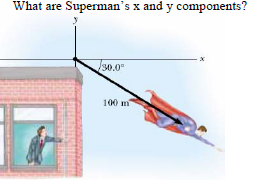 What are Superman's x and y components?
y
x
30.0°
100 m